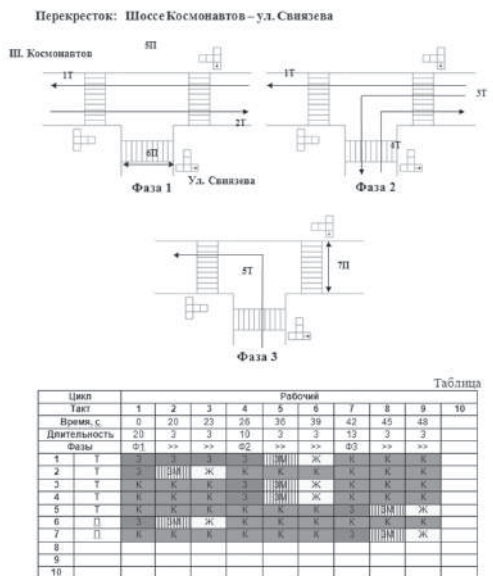 Перекресток: Шоссе Космонавтов – ул. Свиязева
5П
Ш. Космонавтов
1Т
2Т
6П
Ул. Свиязева
Фаза 1
1Т
3Т
4Т
Фаза 2
5Т
7П
Фаза 3
Таблица
Цикл Рабочий
Такт 1 2 3 4 5 6 7 8 9 10
Время, с 0 20 23 26 36 39 42 45 48
Длительность 20 3 3 10 3 3 13 3 3
Фазы Ф1 >> >> Ф2 >> >> Ф3 >> >>
1 Т З З З З ЗМ Ж К К К
2 Т З ЗМ Ж К К К К К К
3 Т К К К З ЗМ Ж К К К
4 Т К К К З ЗМ Ж К К К
5 Т К К К К К К З ЗМ Ж
6 П З ЗМ Ж К К К К К К
7 П К К К К К К З ЗМ Ж
8
9
10